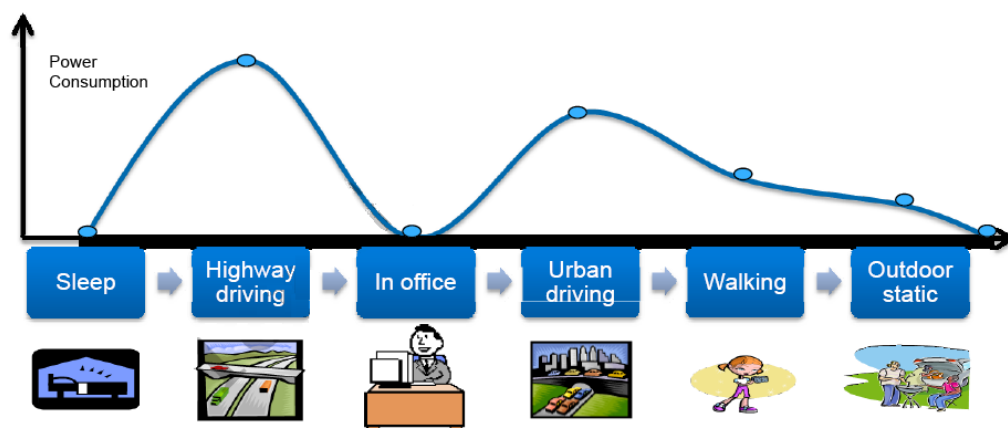 Power
Consumption
Sleep
Highway
driving
In office
Urban
driving
Walking
Outdoor
static